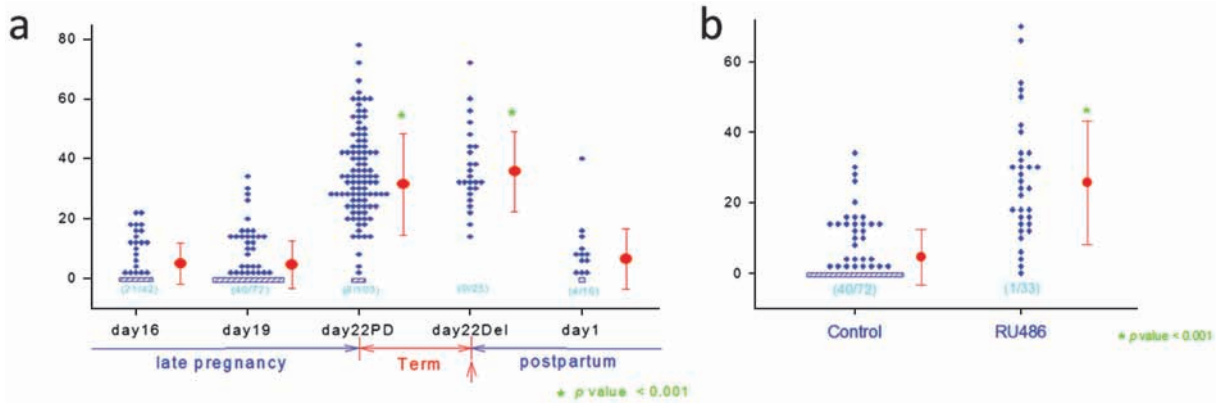 a
80
60
40
20
0
(21/42) (40/72) (0/25) (4/16)
day16 day19 day22PD day22Del day1
late pregnancy Term postpartum
* p value < 0.001
b
60
40
20
0
(40/72) (1/33)
Control RU486
* p value < 0.001